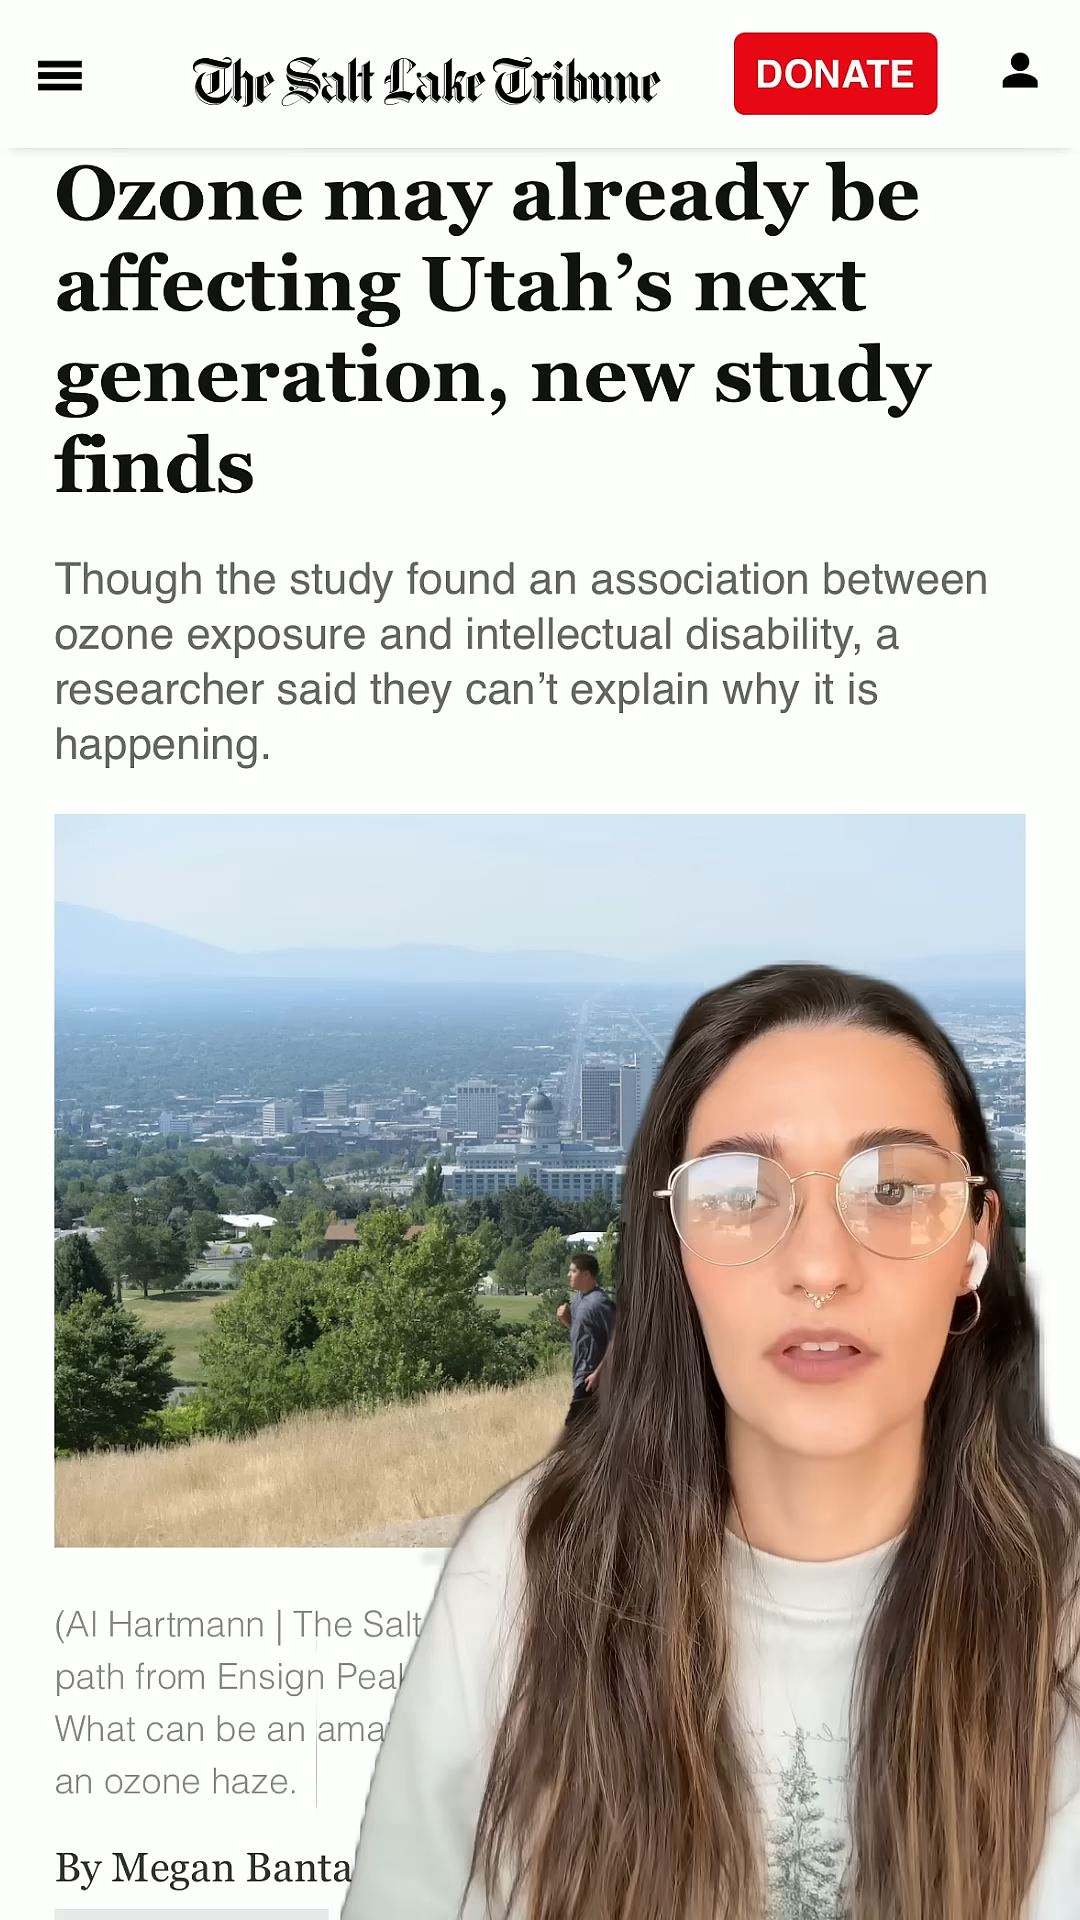 The Salt Lake Tribune
DONATE
Ozone may already be
affecting Utah’s next
generation, new study
finds
Though the study found an association between
ozone exposure and intellectual disability, a
researcher said they can’t explain why it is
happening.
(Al Hartmann | The Salt
path from Ensign Peak
What can be an ama
an ozone haze.
By Megan Banta